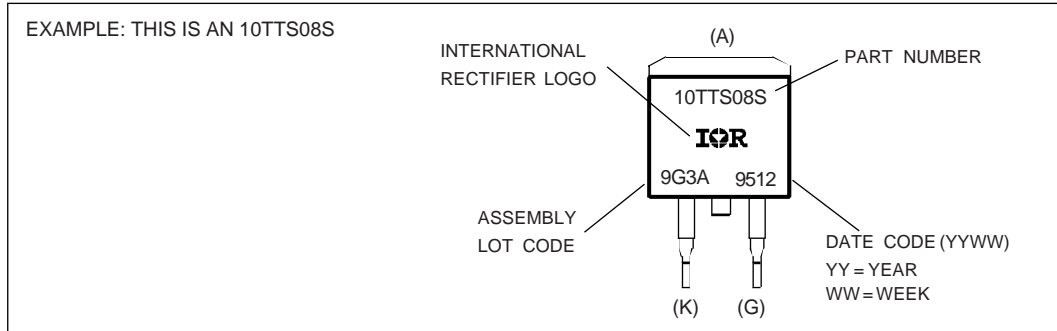 EXAMPLE: THIS IS AN 10TTS08S
(A)
INTERNATIONAL
RECTIFIER LOGO
PART NUMBER
10TTS08S
IOR
9G3A 9512
ASSEMBLY
LOT CODE
DATE CODE (YYWW)
YY = YEAR
WW = WEEK
(K) (G)